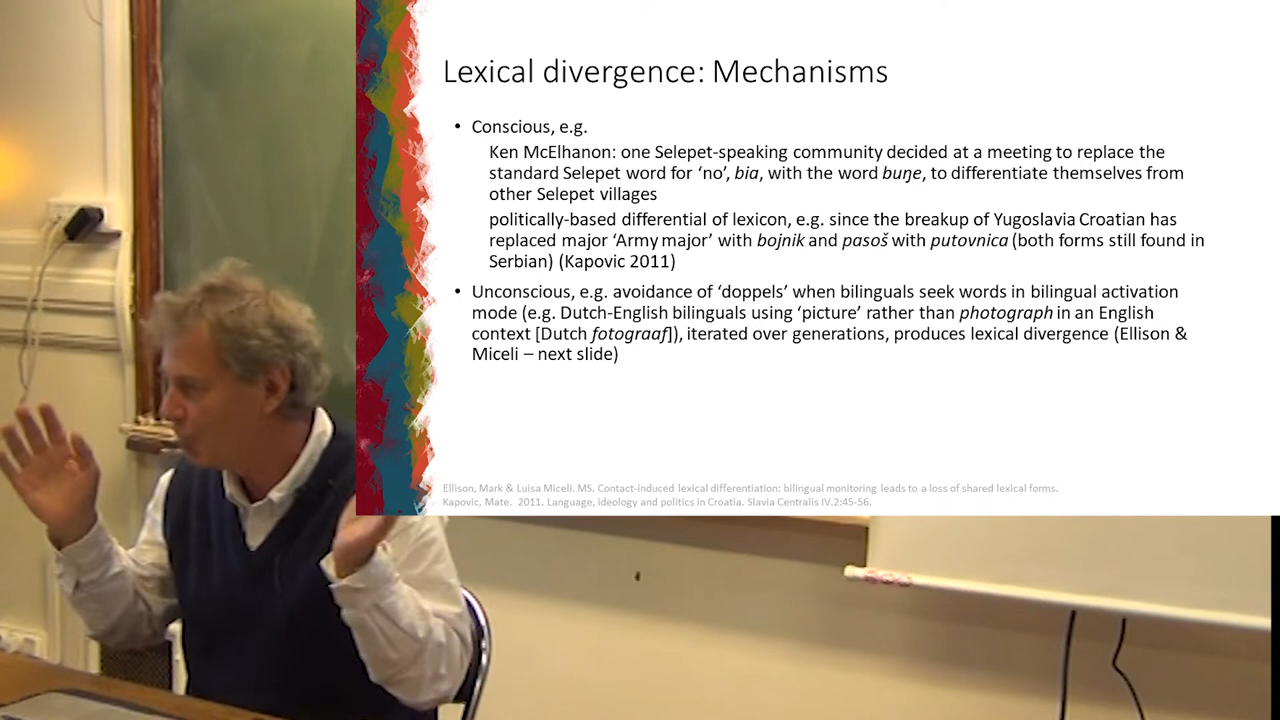 Lexical divergence: Mechanisms
• Conscious, e.g.
Ken McElhanon: one Selepet-speaking community decided at a meeting to replace the
standard Selepet word for ‘no’, bia, with the word buŋe, to differentiate themselves from
other Selepet villages
politically-based differential of lexicon, e.g. since the breakup of Yugoslavia Croatian has
replaced major ‘Army major’ with bojnik and pasoš with putovnica (both forms still found in
Serbian) (Kapovic 2011)
• Unconscious, e.g. avoidance of ‘doppels’ when bilinguals seek words in bilingual activation
mode (e.g. Dutch-English bilinguals using ‘picture’ rather than photograph in an English
context [Dutch fotograaf]), iterated over generations, produces lexical divergence (Ellison &
Miceli – next slide)
Ellison, Mark & Luisa Miceli. MS. Contact-induced lexical differentiation: bilingual monitoring leads to a loss of shared lexical forms.
Kapovic, Mate. 2011. Language, ideology and politics in Croatia. Slavia Centralis IV.2:45-56.